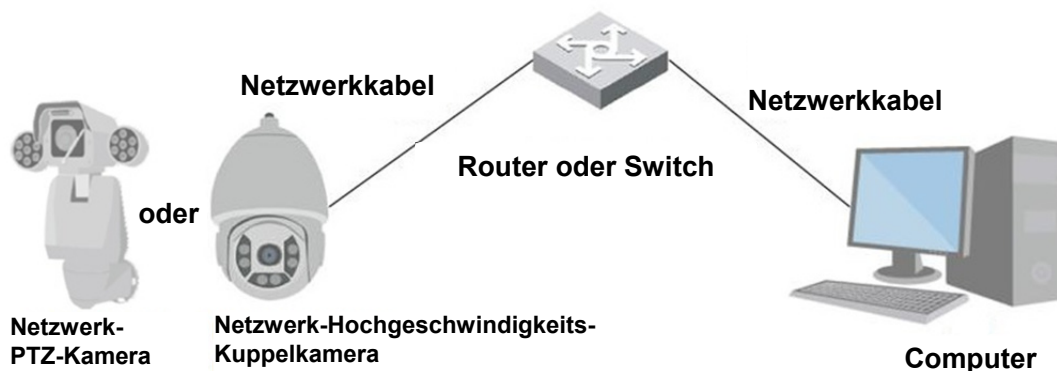 Netzwerkkabel
Netzwerkkabel
Router oder Switch
oder
Netzwerk-
PTZ-Kamera
Netzwerk-Hochgeschwindigkeits-
Kuppelkamera
Computer